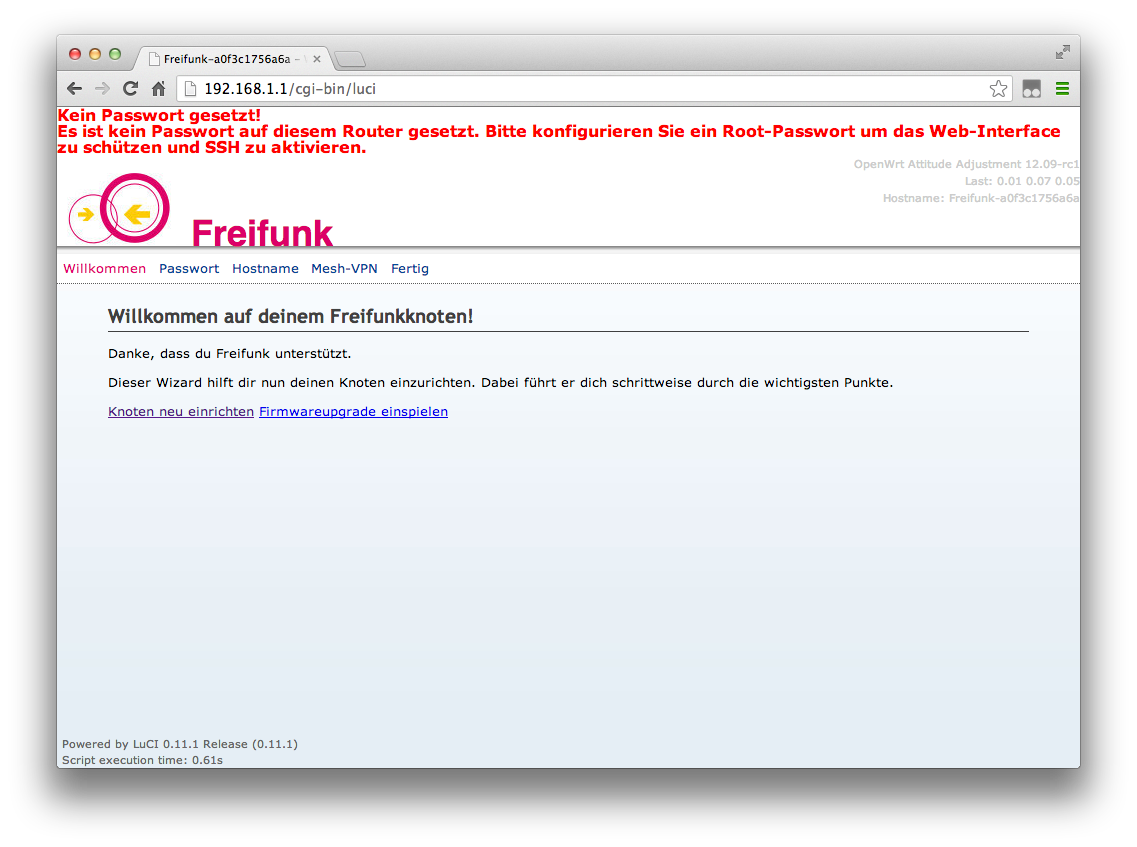 Freifunk-a0f3c1756a6a –
192.168.1.1/cgi-bin/luci
Kein Passwort gesetzt!
Es ist kein Passwort auf diesem Router gesetzt. Bitte konfigurieren Sie ein Root-Passwort um das Web-Interface
zu schützen und SSH zu aktivieren.
OpenWrt Attitude Adjustment 12.09-rc1
Last: 0.01 0.07 0.05
Hostname: Freifunk-a0f3c1756a6a
Freifunk
Willkommen Passwort Hostname Mesh-VPN Fertig
Willkommen auf deinem Freifunkknoten!
Danke, dass du Freifunk unterstützt.
Dieser Wizard hilft dir nun deinen Knoten einzurichten. Dabei führt er dich schrittweise durch die wichtigsten Punkte.
Knoten neu einrichten Firmwareupgrade einspielen
Powered by LuCI 0.11.1 Release (0.11.1)
Script execution time: 0.61s